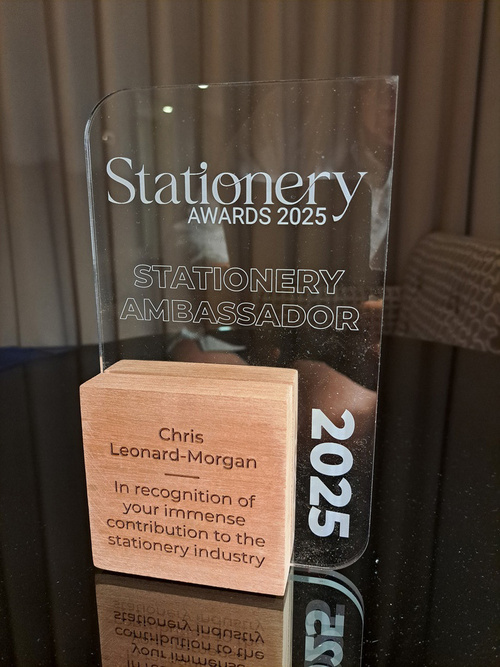 Stationery
AWARDS 2025
STATIONERY
AMBASSADOR
Chris
Leonard-Morgan
In recognition of
your immense
contribution to the
stationery industry
2025